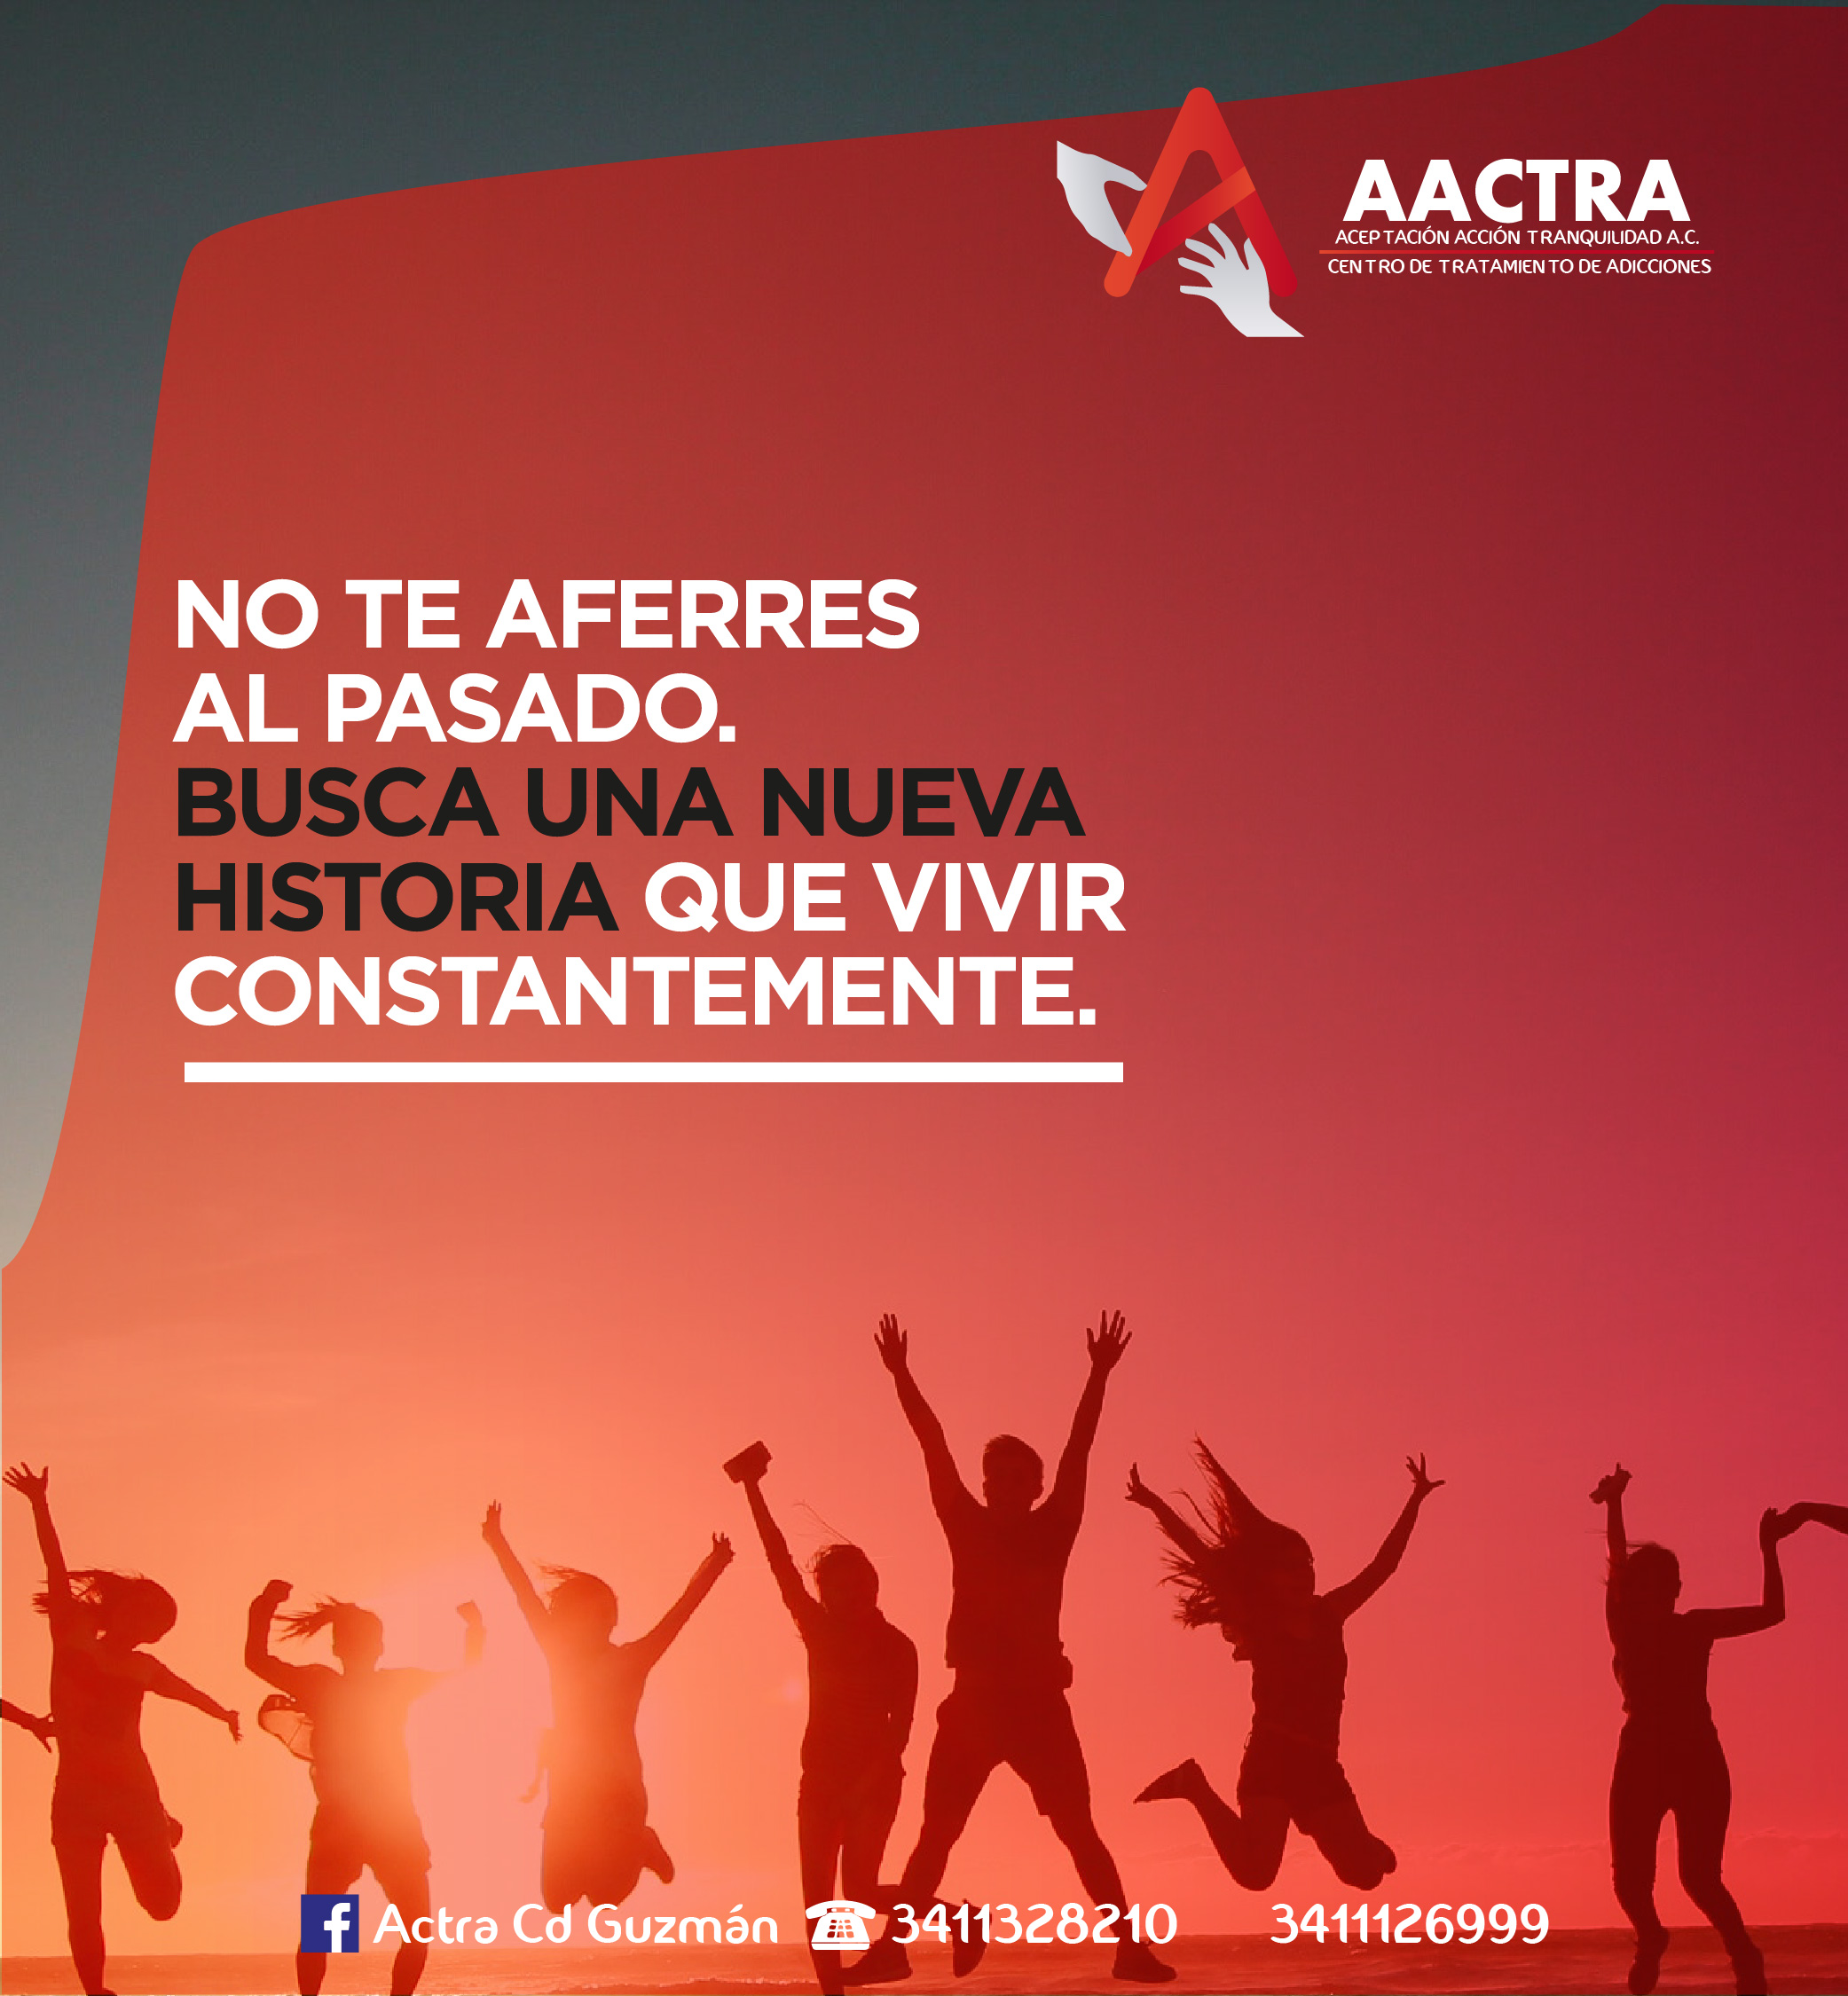 AACTRA
ACEPTACIÓN ACCIÓN TRANQUILIDAD A.C.
CENTRO DE TRATAMIENTO DE ADICCIONES
NO TE AFERRES
AL PASADO.
BUSCA UNA NUEVA
HISTORIA QUE VIVIR
CONSTANTEMENTE.
f Actra Cd Guzmán 3411328210 3411126999